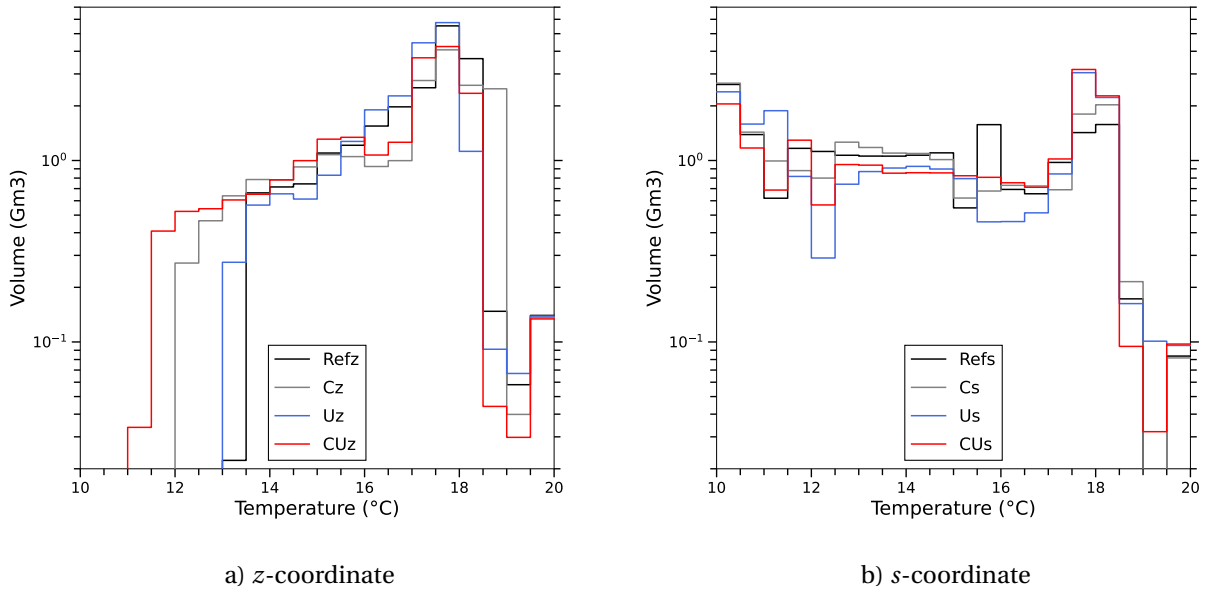 Volume (Gm3)
10⁰
10⁻¹
Refz
Cz
Uz
CUz
10 12 14 16 18 20
Temperature (°C)
a) z-coordinate
Volume (Gm3)
10⁰
10⁻¹
Refs
Cs
Us
CUs
10 12 14 16 18 20
Temperature (°C)
b) s-coordinate